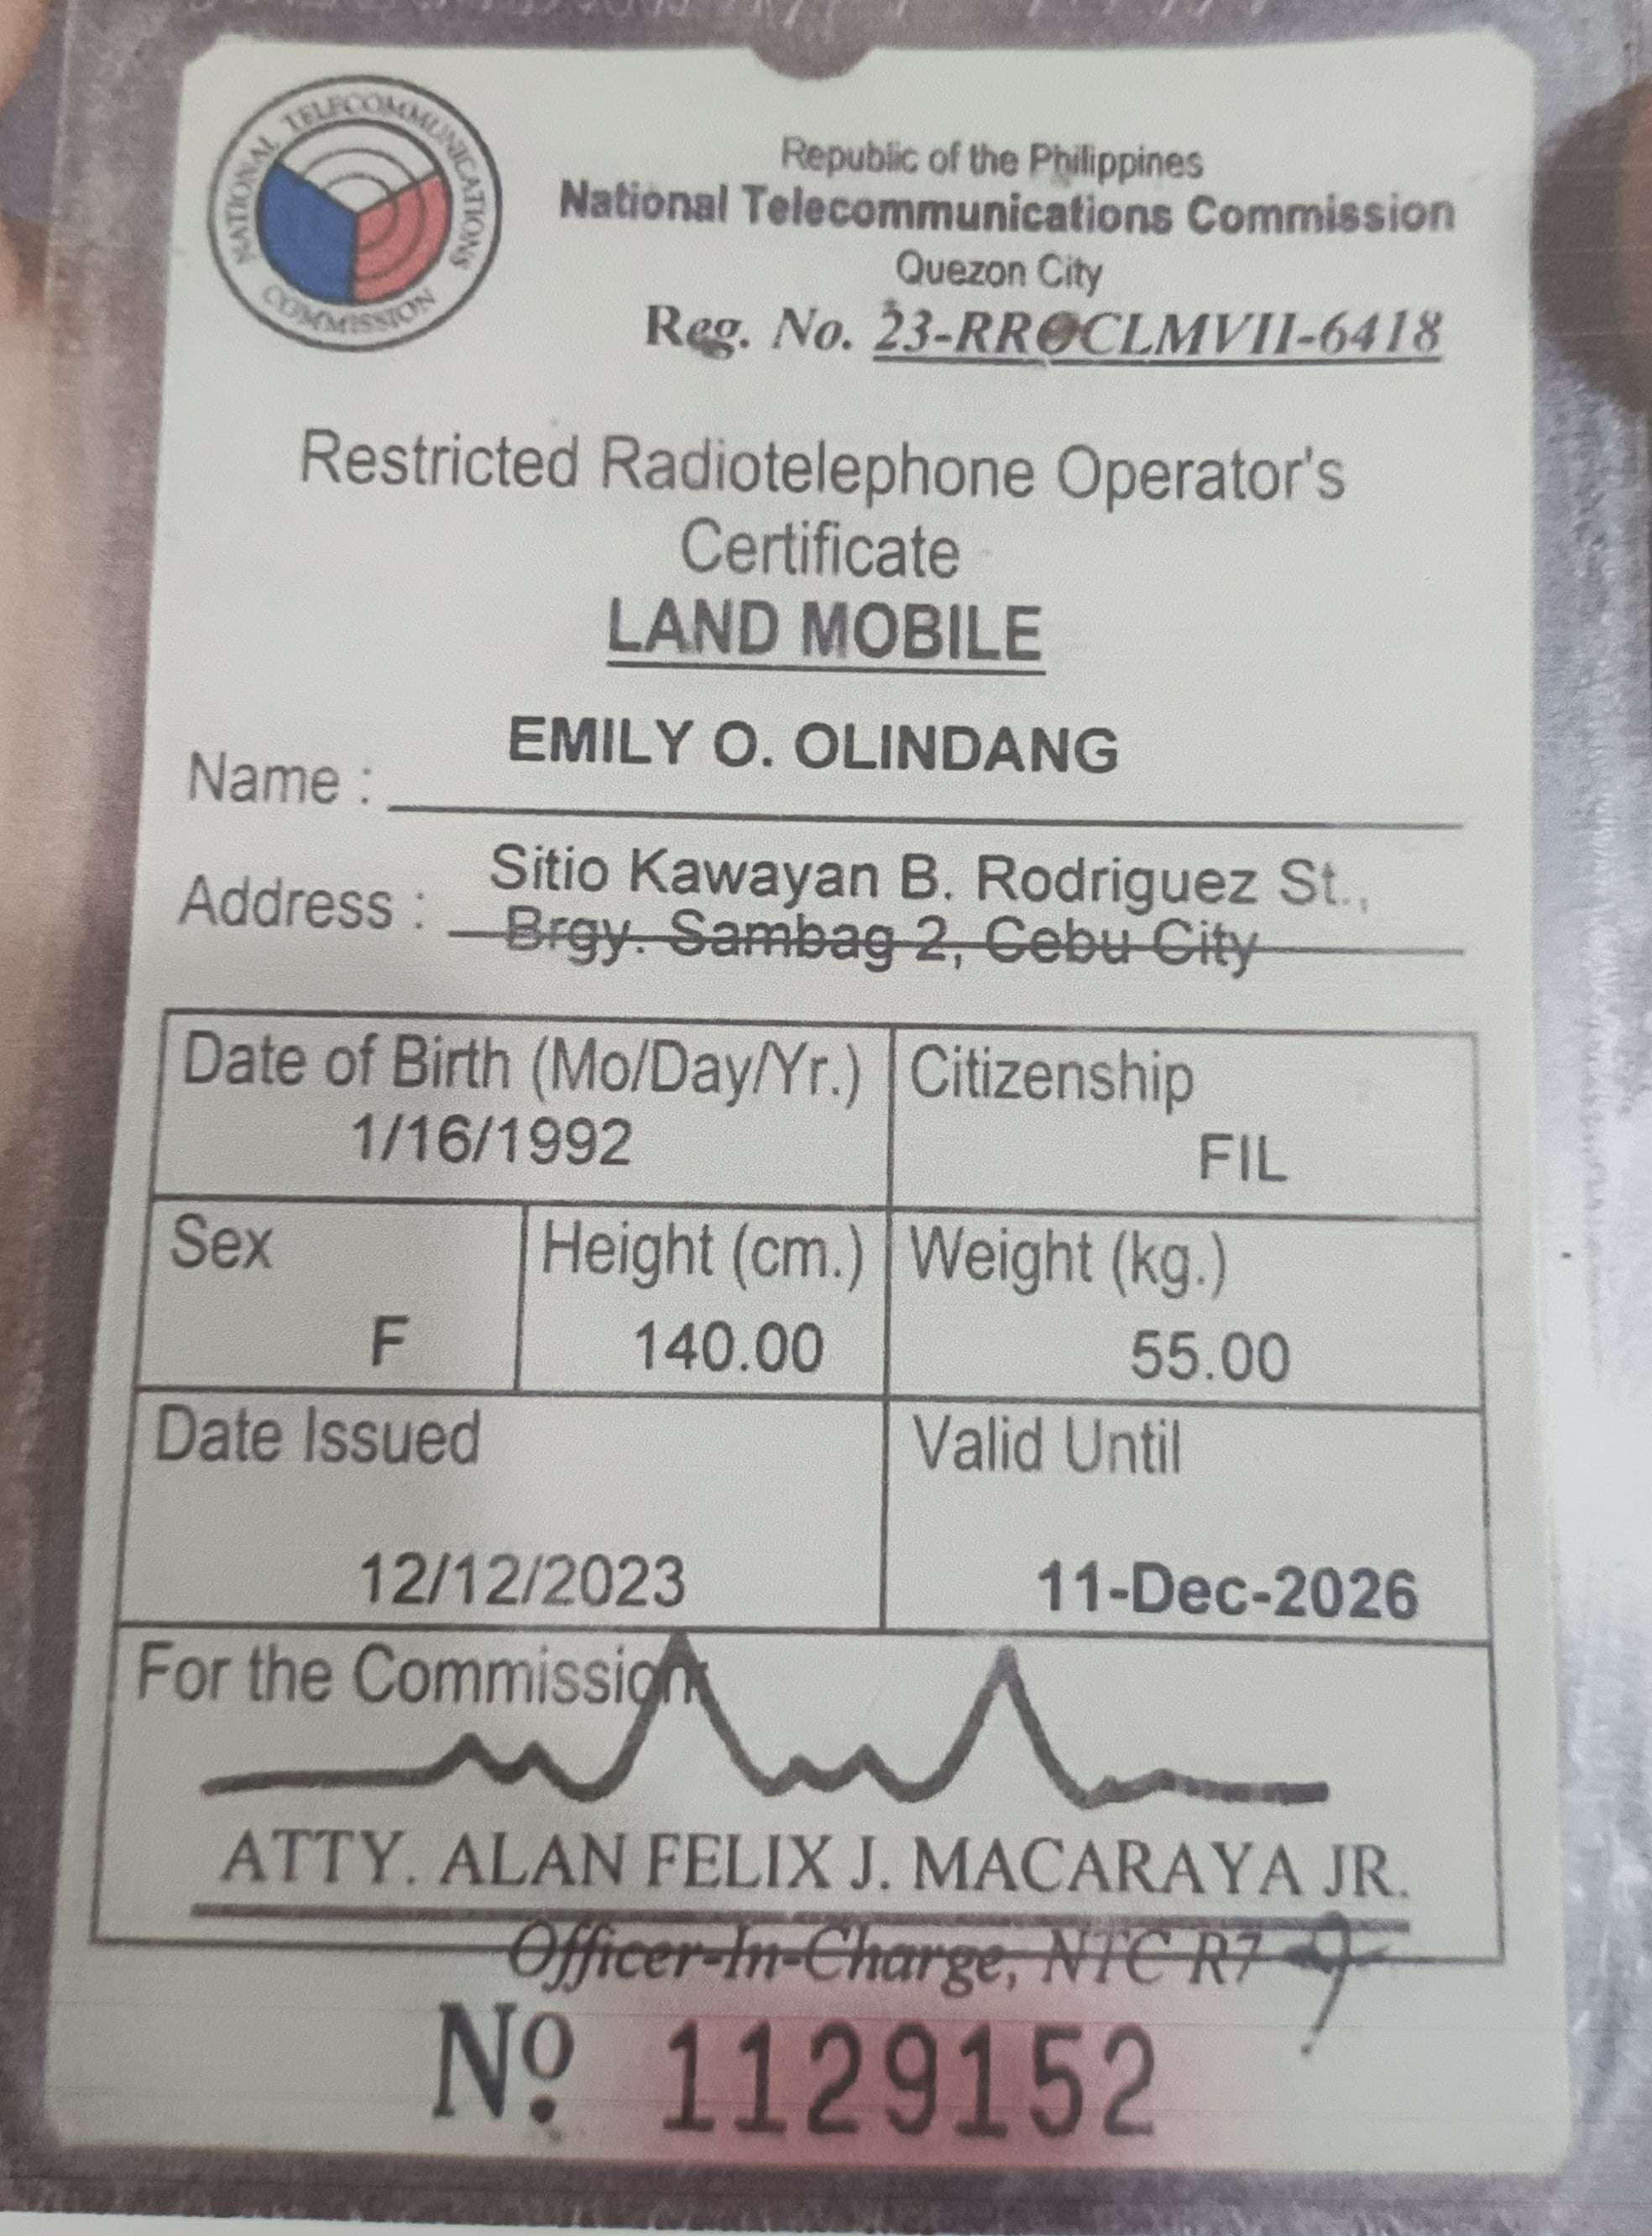 NATIONAL TELECOMMUNICATIONS COMMISSION
Republic of the Philippines
National Telecommunications Commission
Quezon City
Reg. No. 23-RROCLMVII-6418
Restricted Radiotelephone Operator's
Certificate
LAND MOBILE
Name : EMILY O. OLINDANG
Address : Sitio Kawayan B. Rodriguez St.,
Brgy. Sambag 2, Cebu City
Date of Birth (Mo/Day/Yr.) Citizenship
1/16/1992 FIL
Sex Height (cm.) Weight (kg.)
F 140.00 55.00
Date Issued Valid Until
12/12/2023 11-Dec-2026
For the Commission
ATTY. ALAN FELIX J. MACARAYA JR.
Officer-In-Charge, NTC R7
Nº 1129152